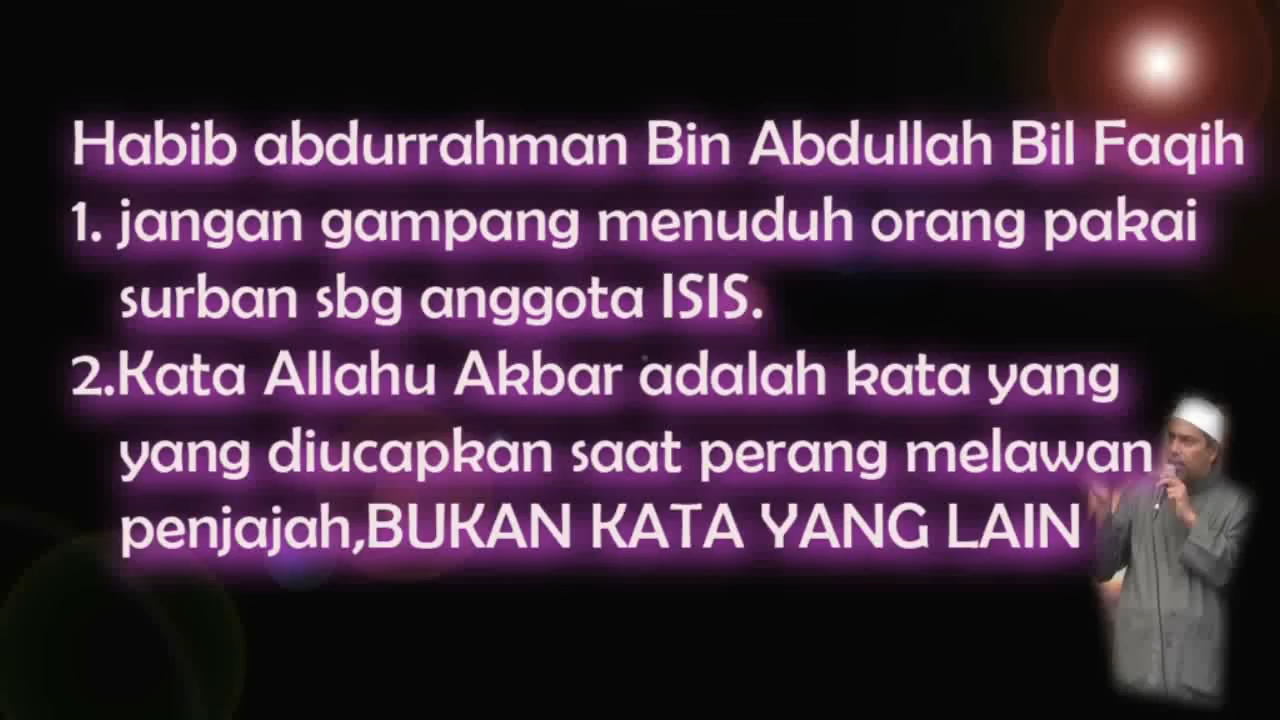 Habib abdurrahman Bin Abdullah Bil Faqih
1. jangan gampang menuduh orang pakai
surban sbg anggota ISIS.
2.Kata Allahu Akbar adalah kata yang
yang diucapkan saat perang melawan
penjajah,BUKAN KATA YANG LAIN